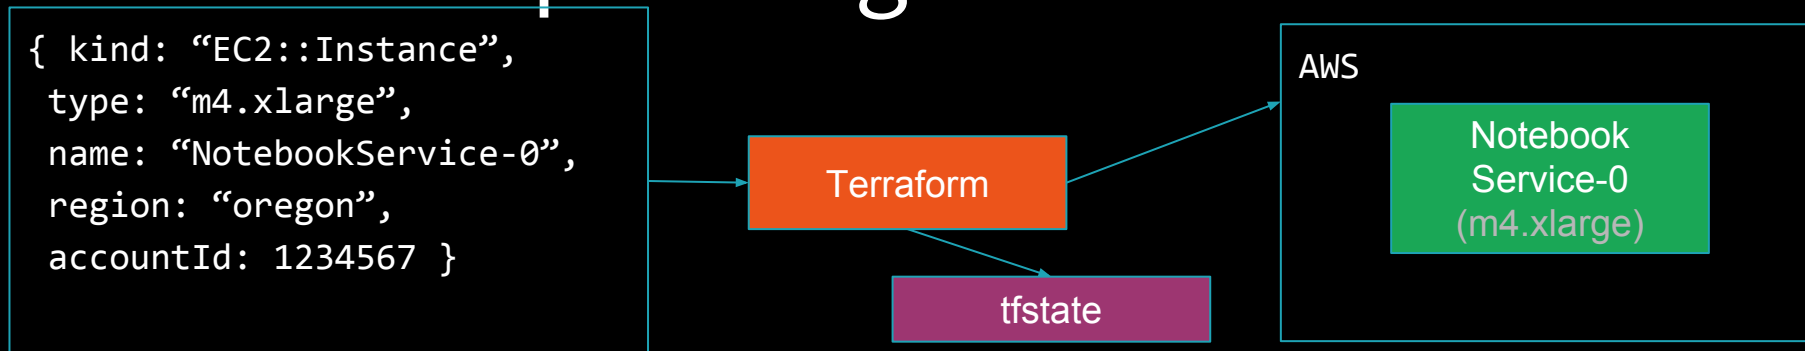 { kind: “EC2::Instance”,
type: “m4.xlarge”,
name: “NotebookService-0”,
region: “oregon”,
accountId: 1234567 }
Terraform
tfstate
AWS
Notebook
Service-0
(m4.xlarge)